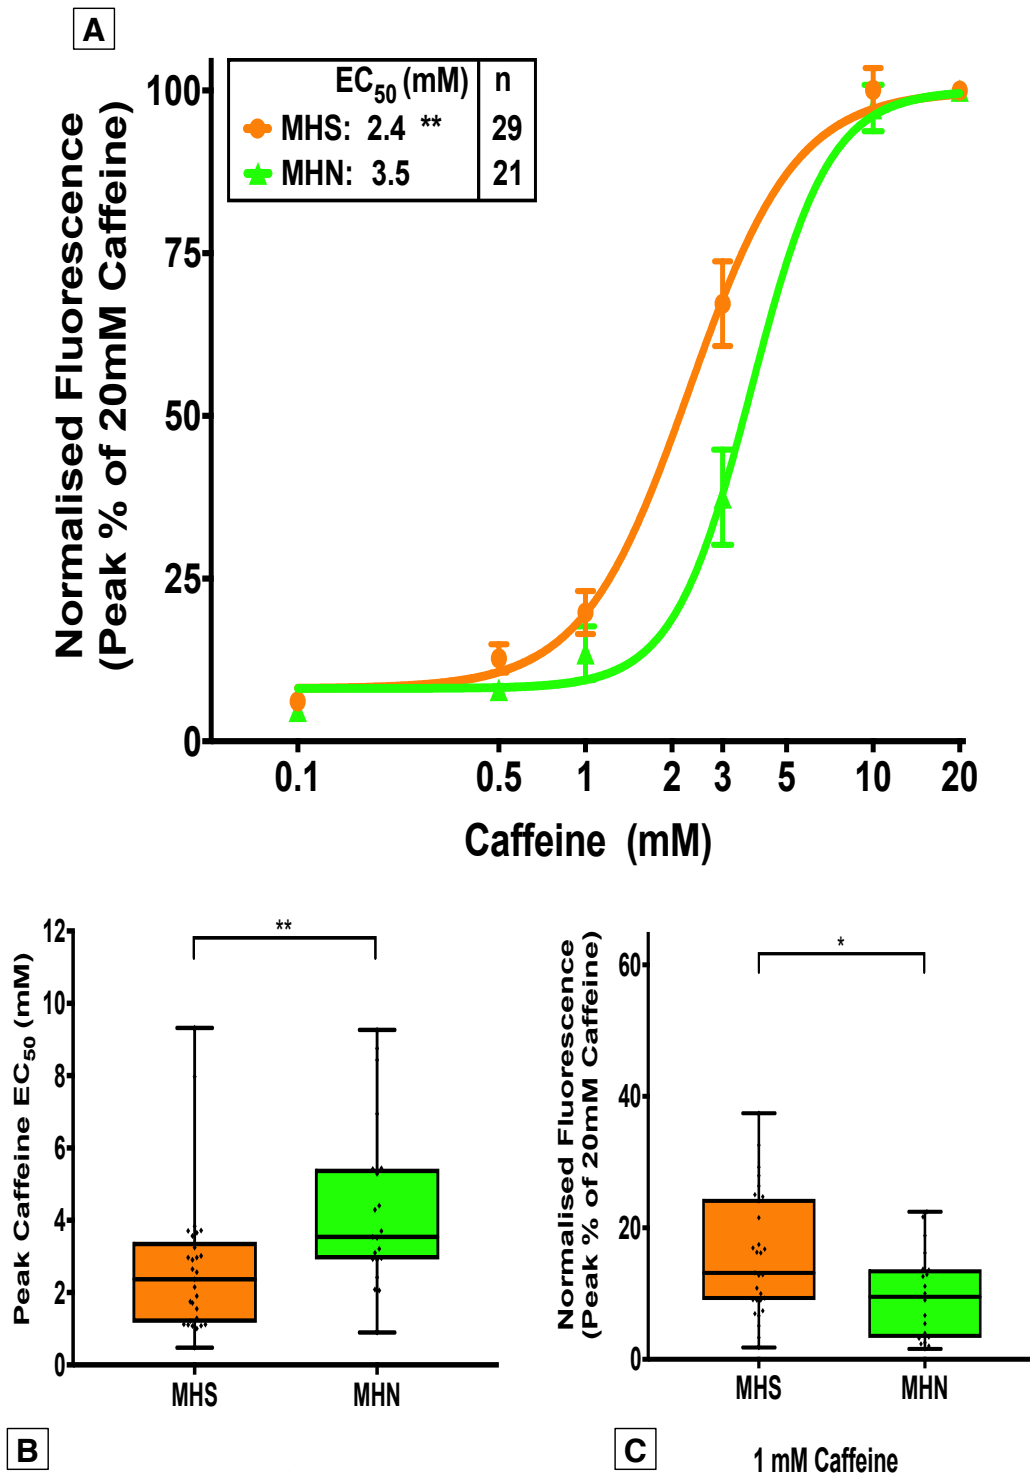 A
Normalised Fluorescence
(Peak % of 20mM Caffeine)
100
75
50
25
0
EC50 (mM) n
MHS: 2.4 ** 29
MHN: 3.5 21
0.1 0.5 1 2 3 5 10 20
Caffeine (mM)
Peak Caffeine EC50 (mM)
12
10
8
6
4
2
0
**
MHS MHN
B
Normalised Fluorescence
(Peak % of 20mM Caffeine)
60
40
20
0
*
MHS MHN
C
1 mM Caffeine